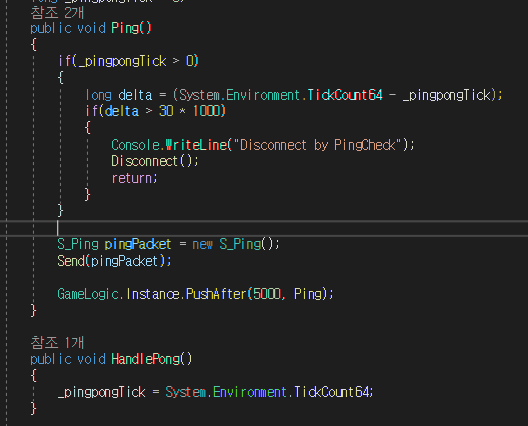 참조 2개
public void Ping()
{
if(_pingpongTick > 0)
{
long delta = (System.Environment.TickCount64 - _pingpongTick);
if(delta > 30 * 1000)
{
Console.WriteLine("Disconnect by PingCheck");
Disconnect();
return;
}
}
S_Ping pingPacket = new S_Ping();
Send(pingPacket);
GameLogic.Instance.PushAfter(5000, Ping);
}
참조 1개
public void HandlePong()
{
_pingpongTick = System.Environment.TickCount64;
}